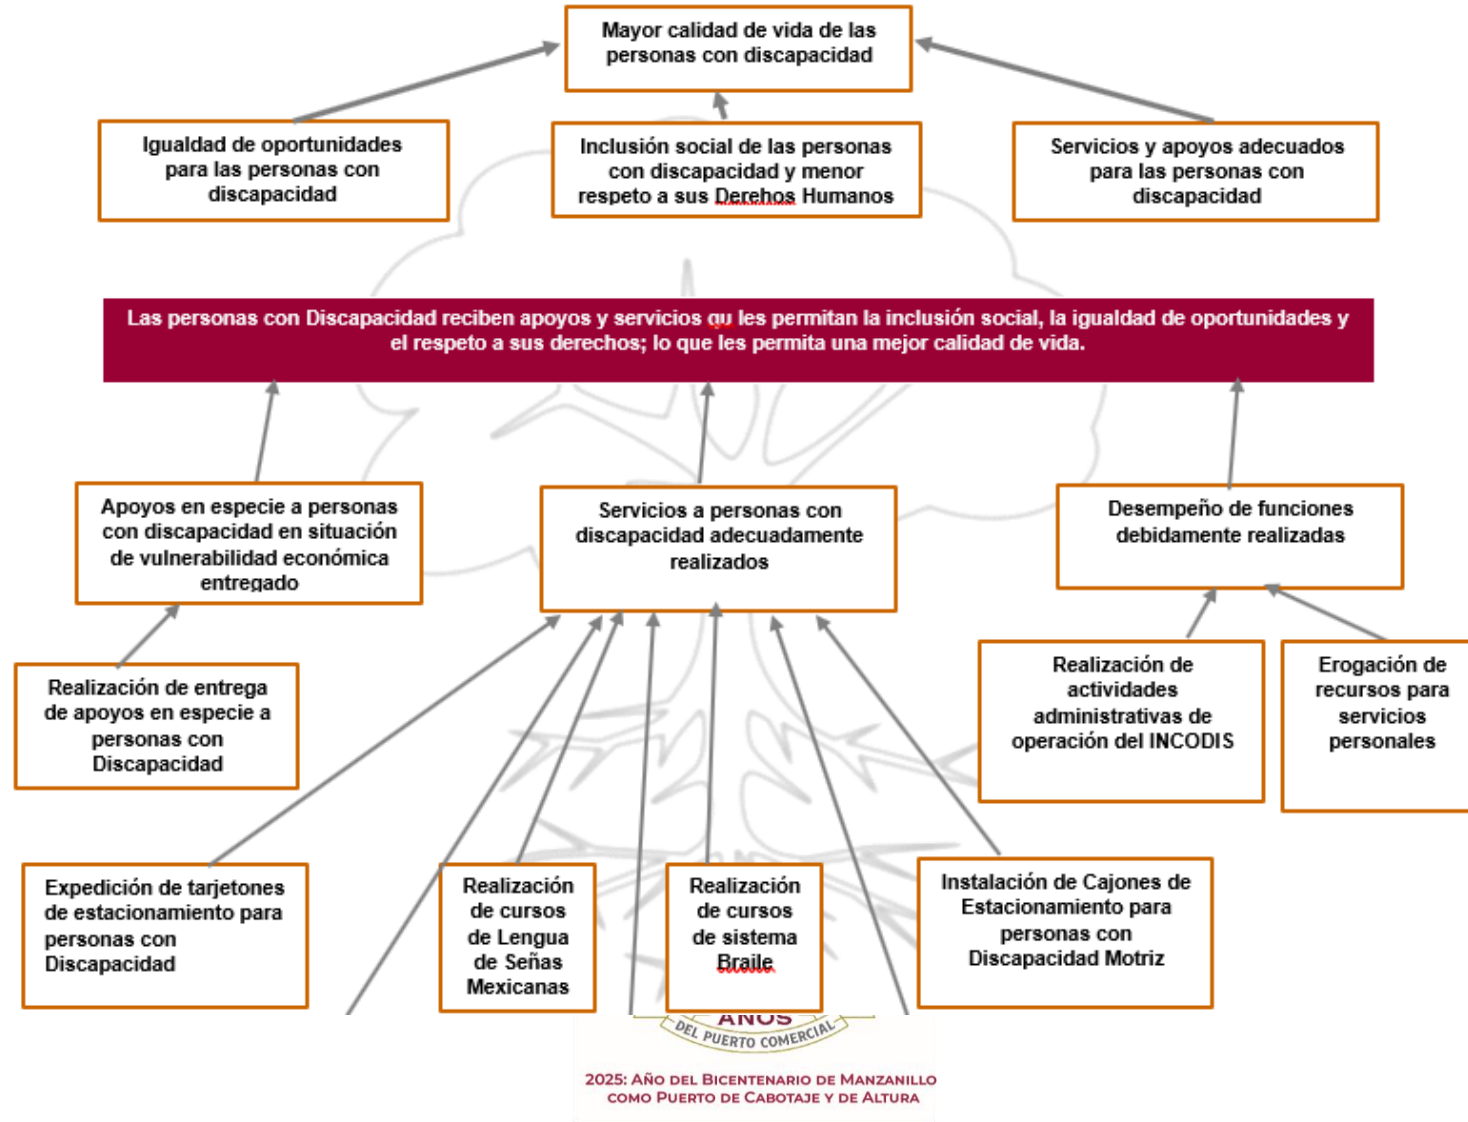 Mayor calidad de vida de las
personas con discapacidad
Igualdad de oportunidades
para las personas con
discapacidad
Inclusión social de las personas
con discapacidad y menor
respeto a sus Derehos Humanos
Servicios y apoyos adecuados
para las personas con
discapacidad
Las personas con Discapacidad reciben apoyos y servicios qu les permitan la inclusión social, la igualdad de oportunidades y
el respeto a sus derechos; lo que les permita una mejor calidad de vida.
Apoyos en especie a personas
con discapacidad en situación
de vulnerabilidad económica
entregado
Servicios a personas con
discapacidad adecuadamente
realizados
Desempeño de funciones
debidamente realizadas
Realización de entrega
de apoyos en especie a
personas con
Discapacidad
Realización de
actividades
administrativas de
operación del INCODIS
Erogación de
recursos para
servicios
personales
Expedición de tarjetones
de estacionamiento para
personas con
Discapacidad
Realización
de cursos
de Lengua
de Señas
Mexicanas
Realización
de cursos
de sistema
Braile
Instalación de Cajones de
Estacionamiento para
personas con
Discapacidad Motriz
AÑOS
DEL PUERTO COMERCIAL
2025: AÑO DEL BICENTENARIO DE MANZANILLO
COMO PUERTO DE CABOTAJE Y DE ALTURA